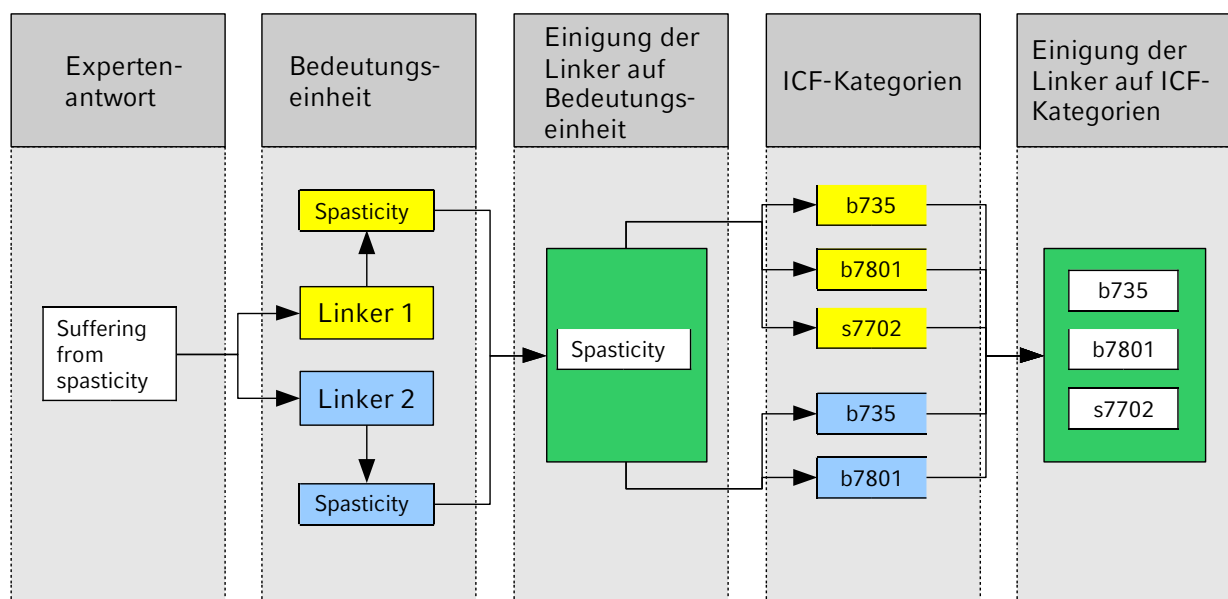 Experten-
antwort
Bedeutungs-
einheit
Einigung der
Linker auf
Bedeutungs-
einheit
ICF-Kategorien
Einigung der
Linker auf ICF-
Kategorien
Suffering
from
spasticity
Spasticity
Linker 1
Linker 2
Spasticity
Spasticity
b735
b7801
s7702
b735
b7801
b735
b7801
s7702